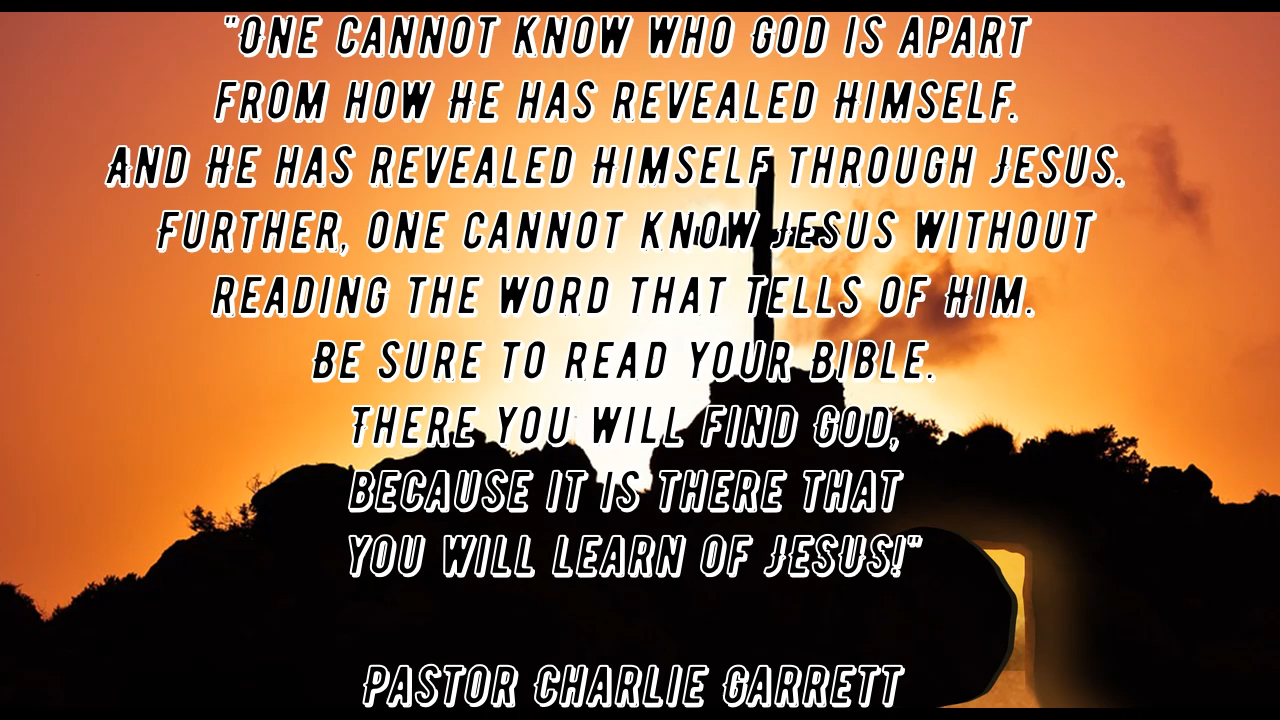 "One cannot know who God is apart
from how He has revealed Himself.
And He has revealed Himself through Jesus.
Further, one cannot know Jesus without
reading the word that tells of Him.
Be sure to read your Bible.
There you will find God,
because it is there that
you will learn of Jesus!"
Pastor Charlie Garrett